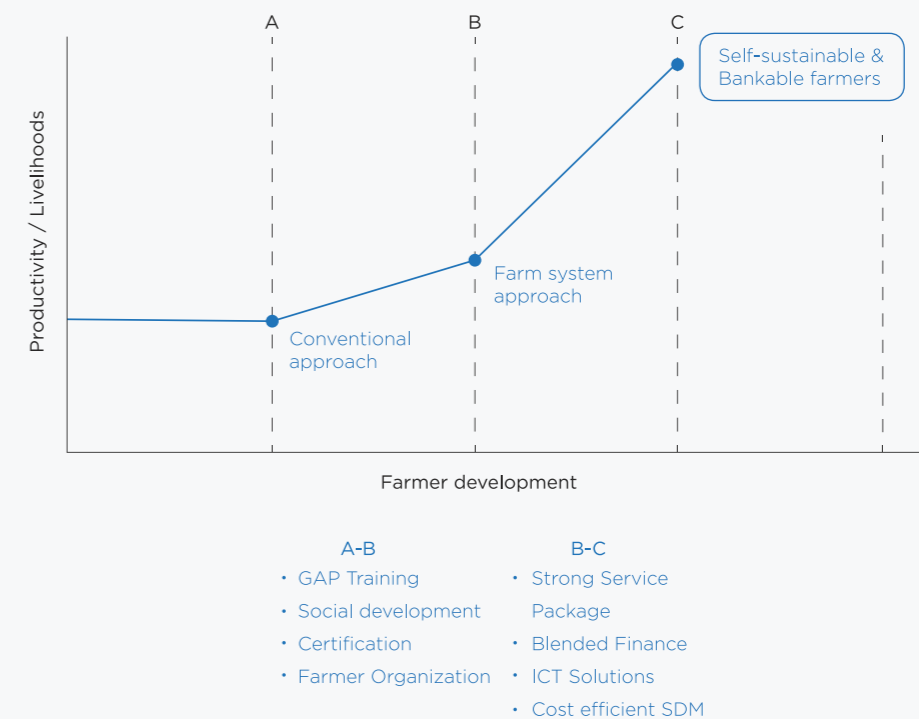 A
B
C
Self-sustainable &
Bankable farmers
Productivity / Livelihoods
Farm system
approach
Conventional
approach
Farmer development
A-B
• GAP Training
• Social development
• Certification
• Farmer Organization
B-C
• Strong Service
Package
• Blended Finance
• ICT Solutions
• Cost efficient SDM